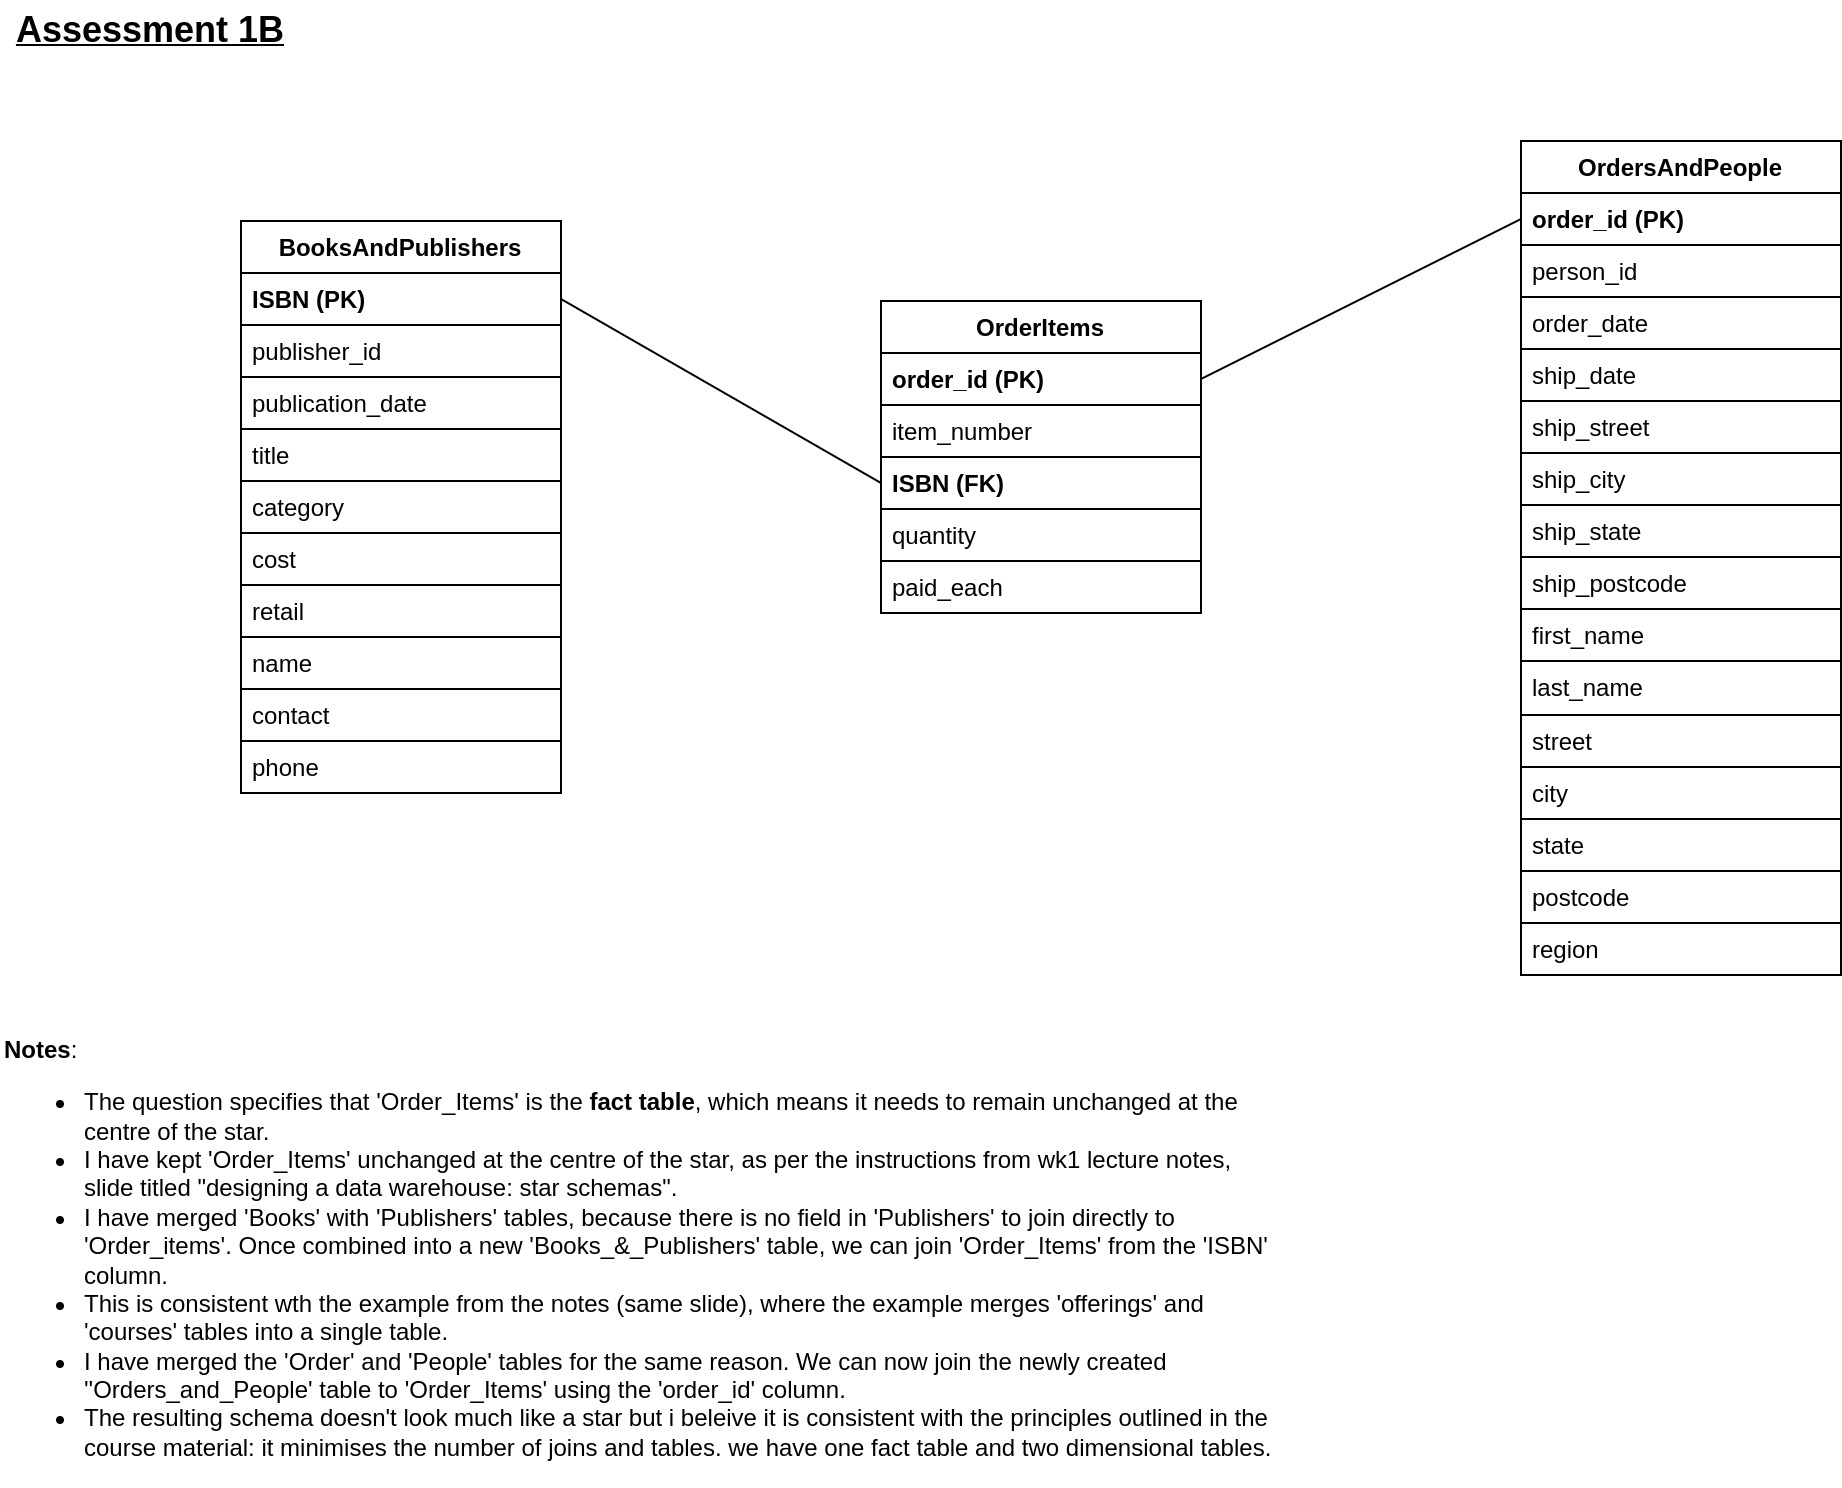 Assessment 1B
BooksAndPublishers
ISBN (PK)
publisher_id
publication_date
title
category
cost
retail
name
contact
phone
OrderItems
order_id (PK)
item_number
ISBN (FK)
quantity
paid_each
OrdersAndPeople
order_id (PK)
person_id
order_date
ship_date
ship_street
ship_city
ship_state
ship_postcode
first_name
last_name
street
city
state
postcode
region
Notes:
• The question specifies that 'Order_Items' is the fact table, which means it needs to remain unchanged at the
centre of the star.
• I have kept 'Order_Items' unchanged at the centre of the star, as per the instructions from wk1 lecture notes,
slide titled "designing a data warehouse: star schemas".
• I have merged 'Books' with 'Publishers' tables, because there is no field in 'Publishers' to join directly to
'Order_items'. Once combined into a new 'Books_&_Publishers' table, we can join 'Order_Items' from the 'ISBN'
column.
• This is consistent wth the example from the notes (same slide), where the example merges 'offerings' and
'courses' tables into a single table.
• I have merged the 'Order' and 'People' tables for the same reason. We can now join the newly created
"Orders_and_People' table to 'Order_Items' using the 'order_id' column.
• The resulting schema doesn't look much like a star but i beleive it is consistent with the principles outlined in the
course material: it minimises the number of joins and tables. we have one fact table and two dimensional tables.